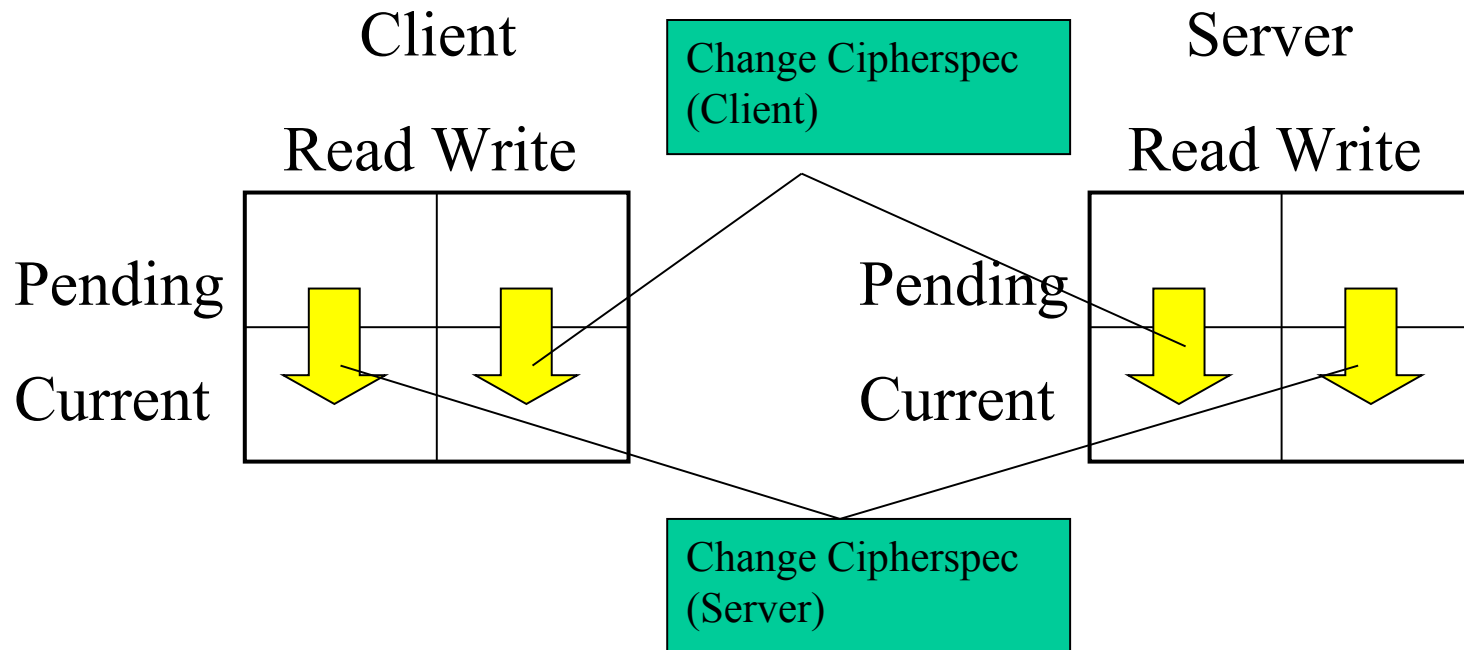 Client
Change Cipherspec
(Client)
Server
Read Write
Read Write
Pending
Pending
Current
Current
Change Cipherspec
(Server)